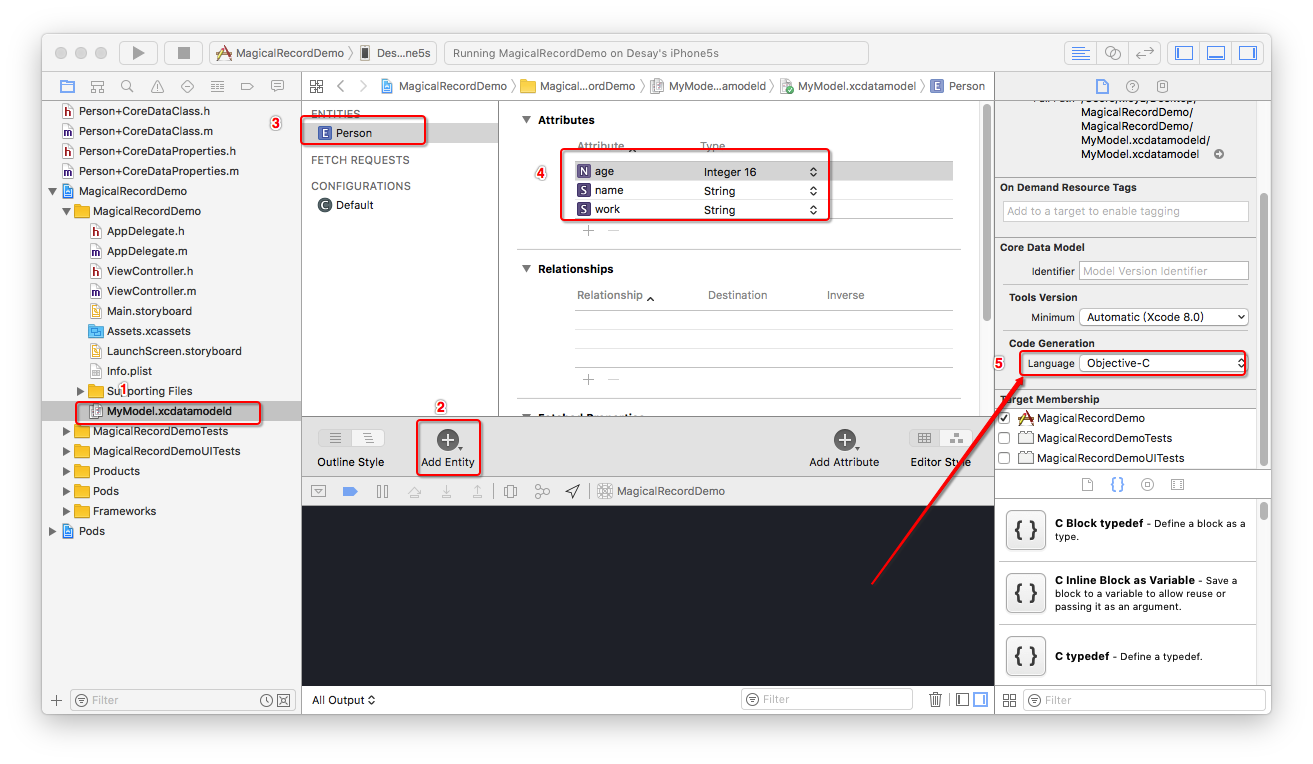 MagicalRecordDemo
Des...ne5s
Running MagicalRecordDemo on Desay's iPhone5s
MagicalRecordDemo
Magical...ordDemo
MyMode...amodeld
MyModel.xcdatamodel
E Person
Person+CoreDataClass.h
Person+CoreDataClass.m
Person+CoreDataProperties.h
Person+CoreDataProperties.m
MagicalRecordDemo
MagicalRecordDemo
AppDelegate.h
AppDelegate.m
ViewController.h
ViewController.m
Main.storyboard
Assets.xcassets
LaunchScreen.storyboard
Info.plist
1
Supporting Files
MyModel.xcdatamodeld
MagicalRecordDemoTests
MagicalRecordDemoUITests
Products
Pods
Frameworks
Pods
Filter
ENTITIES
3
E Person
FETCH REQUESTS
CONFIGURATIONS
C Default
Attributes
Attribute
Type
4
N age
Integer 16
S name
String
S work
String
Relationships
Relationship
Destination
Inverse
2
Outline Style
Add Entity
Add Attribute
Editor Style
MagicalRecordDemo
All Output
Filter
MagicalRecordDemo/
MagicalRecordDemo/
MyModel.xcdatamodeld/
MyModel.xcdatamodel
On Demand Resource Tags
Add to a target to enable tagging
Core Data Model
Identifier
Model Version Identifier
Tools Version
Minimum
Automatic (Xcode 8.0)
Code Generation
5
Language
Objective-C
Target Membership
MagicalRecordDemo
MagicalRecordDemoTests
MagicalRecordDemoUITests
{ }
C Block typedef - Define a block as a
type.
{ }
C Inline Block as Variable - Save a
block to a variable to allow reuse or
passing it as an argument.
{ }
C typedef - Define a typedef.
Filter